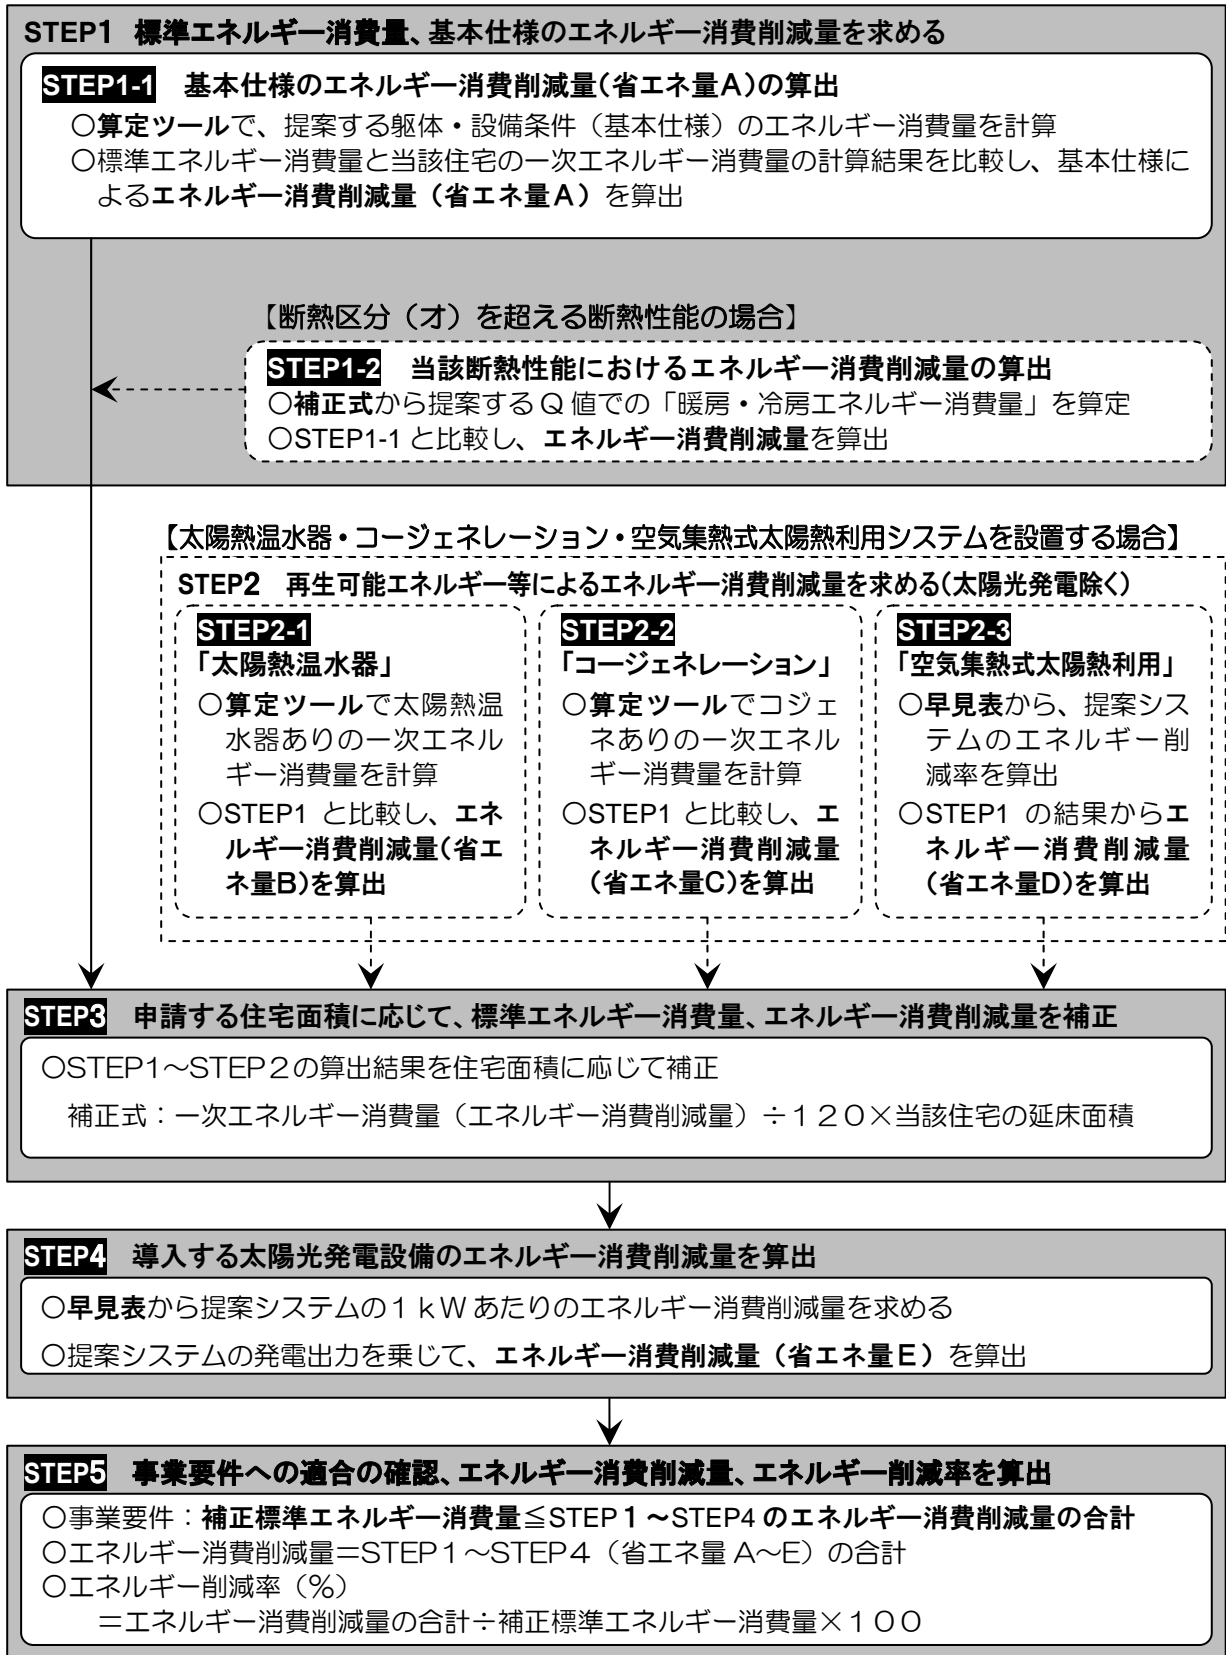 STEP1 標準エネルギー消費量、基本仕様のエネルギー消費削減量を求める
STEP1-1 基本仕様のエネルギー消費削減量(省エネ量A)の算出
○算定ツールで、提案する躯体・設備条件（基本仕様）のエネルギー消費量を計算
○標準エネルギー消費量と当該住宅の一次エネルギー消費量の計算結果を比較し、基本仕様に
よるエネルギー消費削減量（省エネ量A）を算出
【断熱区分（オ）を超える断熱性能の場合】
STEP1-2 当該断熱性能におけるエネルギー消費削減量の算出
○補正式から提案するQ値での「暖房・冷房エネルギー消費量」を算定
○STEP1-1と比較し、エネルギー消費削減量を算出
【太陽熱温水器・コージェネレーション・空気集熱式太陽熱利用システムを設置する場合】
STEP2 再生可能エネルギー等によるエネルギー消費削減量を求める(太陽光発電除く)
STEP2-1
「太陽熱温水器」
○算定ツールで太陽熱温
水器ありの一次エネル
ギー消費量を計算
○STEP1と比較し、エネ
ルギー消費削減量(省エ
ネ量B)を算出
STEP2-2
「コージェネレーション」
○算定ツールでコジェ
ネありの一次エネル
ギー消費量を計算
○STEP1と比較し、エ
ネルギー消費削減量
(省エネ量C)を算出
STEP2-3
「空気集熱式太陽熱利用」
○早見表から、提案シス
テムのエネルギー削
減率を算出
○STEP1の結果からエ
ネルギー消費削減量
(省エネ量D)を算出
STEP3 申請する住宅面積に応じて、標準エネルギー消費量、エネルギー消費削減量を補正
○STEP1～STEP2の算出結果を住宅面積に応じて補正
補正式：一次エネルギー消費量（エネルギー消費削減量）÷120×当該住宅の延床面積
STEP4 導入する太陽光発電設備のエネルギー消費削減量を算出
○早見表から提案システムの1kWあたりのエネルギー消費削減量を求める
○提案システムの発電出力を乗じて、エネルギー消費削減量（省エネ量E）を算出
STEP5 事業要件への適合の確認、エネルギー消費削減量、エネルギー削減率を算出
○事業要件：補正標準エネルギー消費量≦STEP1～STEP4のエネルギー消費削減量の合計
○エネルギー消費削減量＝STEP1～STEP4（省エネ量A～E）の合計
○エネルギー削減率（%）
＝エネルギー消費削減量の合計÷補正標準エネルギー消費量×100